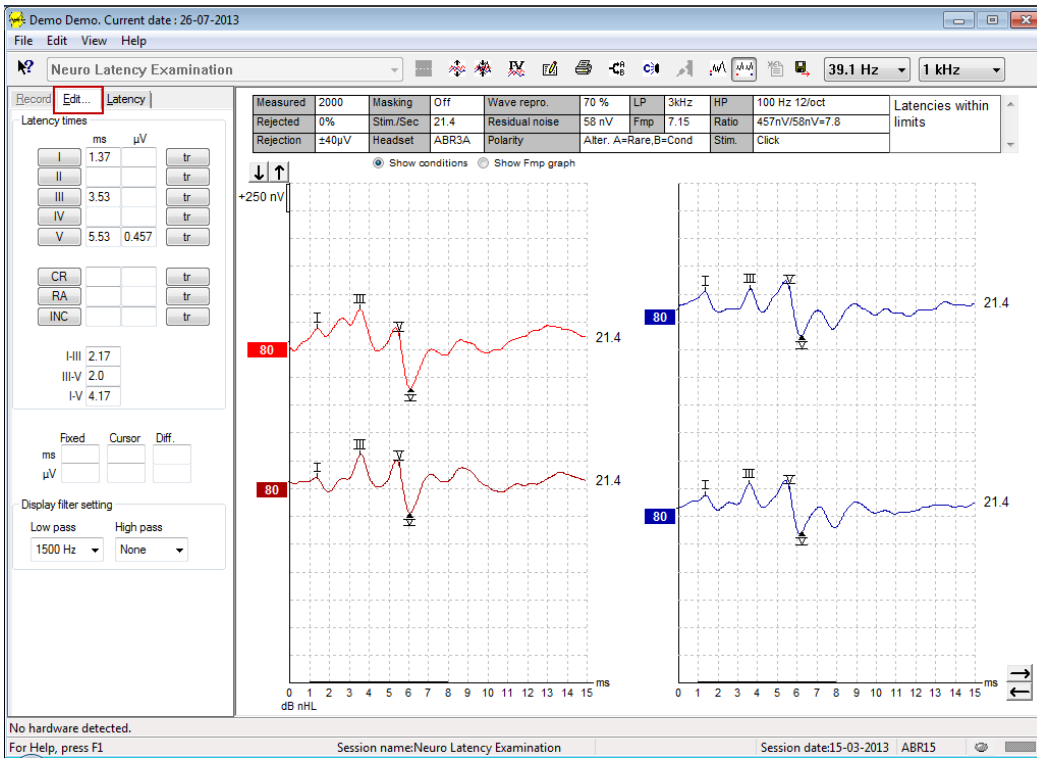 Demo Demo. Current date : 26-07-2013
File Edit View Help
Neuro Latency Examination 39.1 Hz 1 kHz
Record Edit... Latency
Latency times
ms µV
I 1.37 tr
II tr
III 3.53 tr
IV tr
V 5.53 0.457 tr
CR tr
RA tr
INC tr
I-III 2.17
III-V 2.0
I-V 4.17
Fixed Cursor Diff.
ms
µV
Display filter setting
Low pass High pass
1500 Hz None
Measured 2000 Masking Off Wave repro. 70 % LP 3kHz HP 100 Hz 12/oct Latencies within
Rejected 0% Stim./Sec 21.4 Residual noise 58 nV Fmp 7.15 Ratio 457nV/58nV=7.8 limits
Rejection ±40µV Headset ABR3A Polarity Alter. A=Rare,B=Cond Stim. Click
Show conditions Show Fmp graph
+250 nV
I III V
80 21.4
V
I III V
80 21.4
V
ms
0 1 2 3 4 5 6 7 8 9 10 11 12 13 14 15
dB nHL
I III V
80 21.4
V
I III V
80 21.4
V
ms
0 1 2 3 4 5 6 7 8 9 10 11 12 13 14 15
No hardware detected.
For Help, press F1 Session name:Neuro Latency Examination Session date:15-03-2013 ABR15